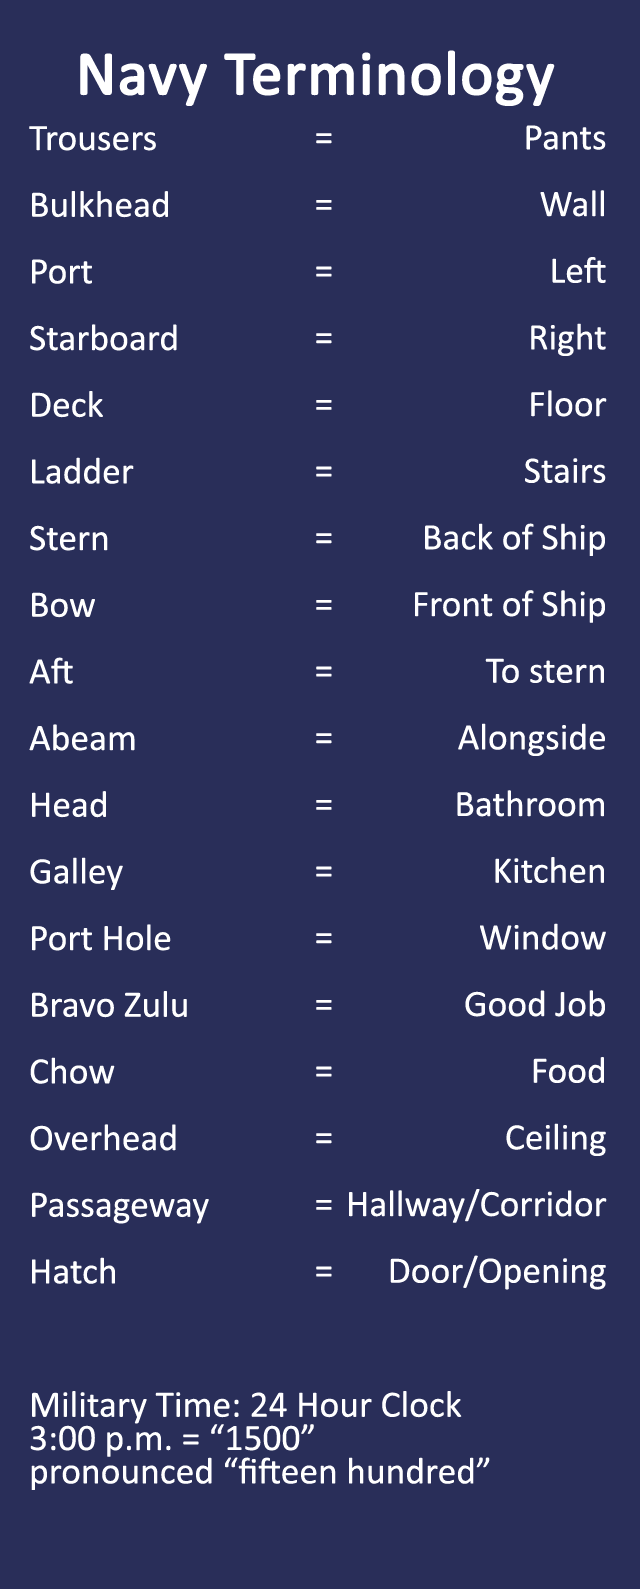 Navy Terminology
Trousers = Pants
Bulkhead = Wall
Port = Left
Starboard = Right
Deck = Floor
Ladder = Stairs
Stern = Back of Ship
Bow = Front of Ship
Aft = To stern
Abeam = Alongside
Head = Bathroom
Galley = Kitchen
Port Hole = Window
Bravo Zulu = Good Job
Chow = Food
Overhead = Ceiling
Passageway = Hallway/Corridor
Hatch = Door/Opening
Military Time: 24 Hour Clock
3:00 p.m. = “1500”
pronounced “fifteen hundred”